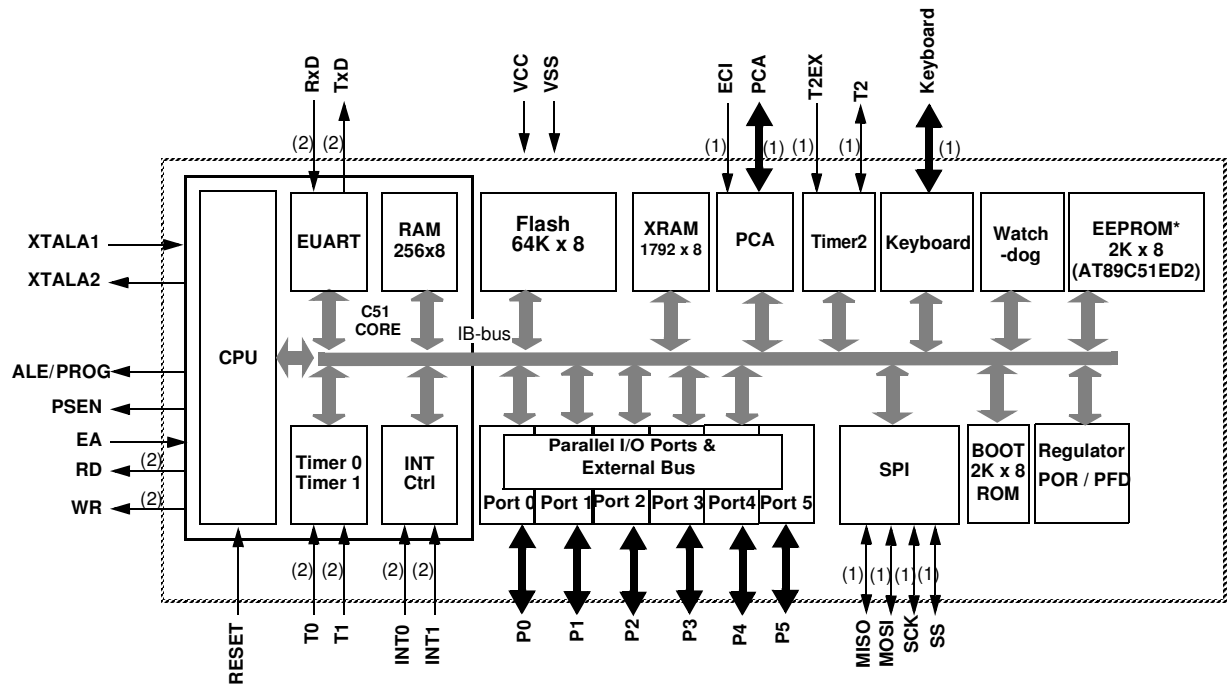 RxD
TxD
VCC
VSS
ECI
PCA
T2EX
T2
Keyboard
(2)
(2)
(1)
(1)
(1)
(1)
(1)
XTALA1
XTALA2
ALE/PROG
PSEN
EA
RD
(2)
WR
(2)
CPU
EUART
RAM
256x8
C51
CORE
IB-bus
Flash
64K x 8
XRAM
1792 x 8
PCA
Timer2
Keyboard
Watch
-dog
EEPROM*
2K x 8
(AT89C51ED2)
Timer 0
Timer 1
INT
Ctrl
Parallel I/O Ports &
External Bus
Port 0
Port 1
Port 2
Port 3
Port4
Port 5
SPI
BOOT
2K x 8
ROM
Regulator
POR / PFD
(2)
(2)
(2)
(2)
(1)
(1)
(1)
(1)
RESET
T0
T1
INT0
INT1
P0
P1
P2
P3
P4
P5
MISO
MOSI
SCK
SS